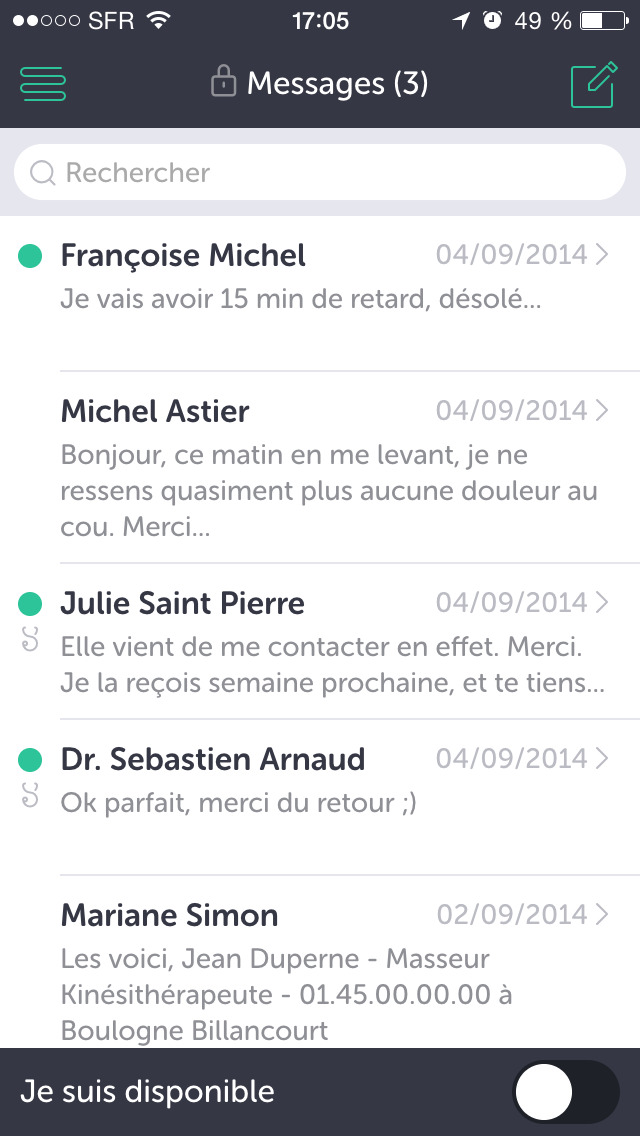 SFR 17:05 49 %
Messages (3)
Rechercher
Françoise Michel 04/09/2014
Je vais avoir 15 min de retard, désolé...
Michel Astier 04/09/2014
Bonjour, ce matin en me levant, je ne
ressens quasiment plus aucune douleur au
cou. Merci...
Julie Saint Pierre 04/09/2014
Elle vient de me contacter en effet. Merci.
Je la reçois semaine prochaine, et te tiens...
Dr. Sebastien Arnaud 04/09/2014
Ok parfait, merci du retour ;)
Mariane Simon 02/09/2014
Les voici, Jean Duperne - Masseur
Kinésithérapeute - 01.45.00.00.00 à
Boulogne Billancourt
Je suis disponible